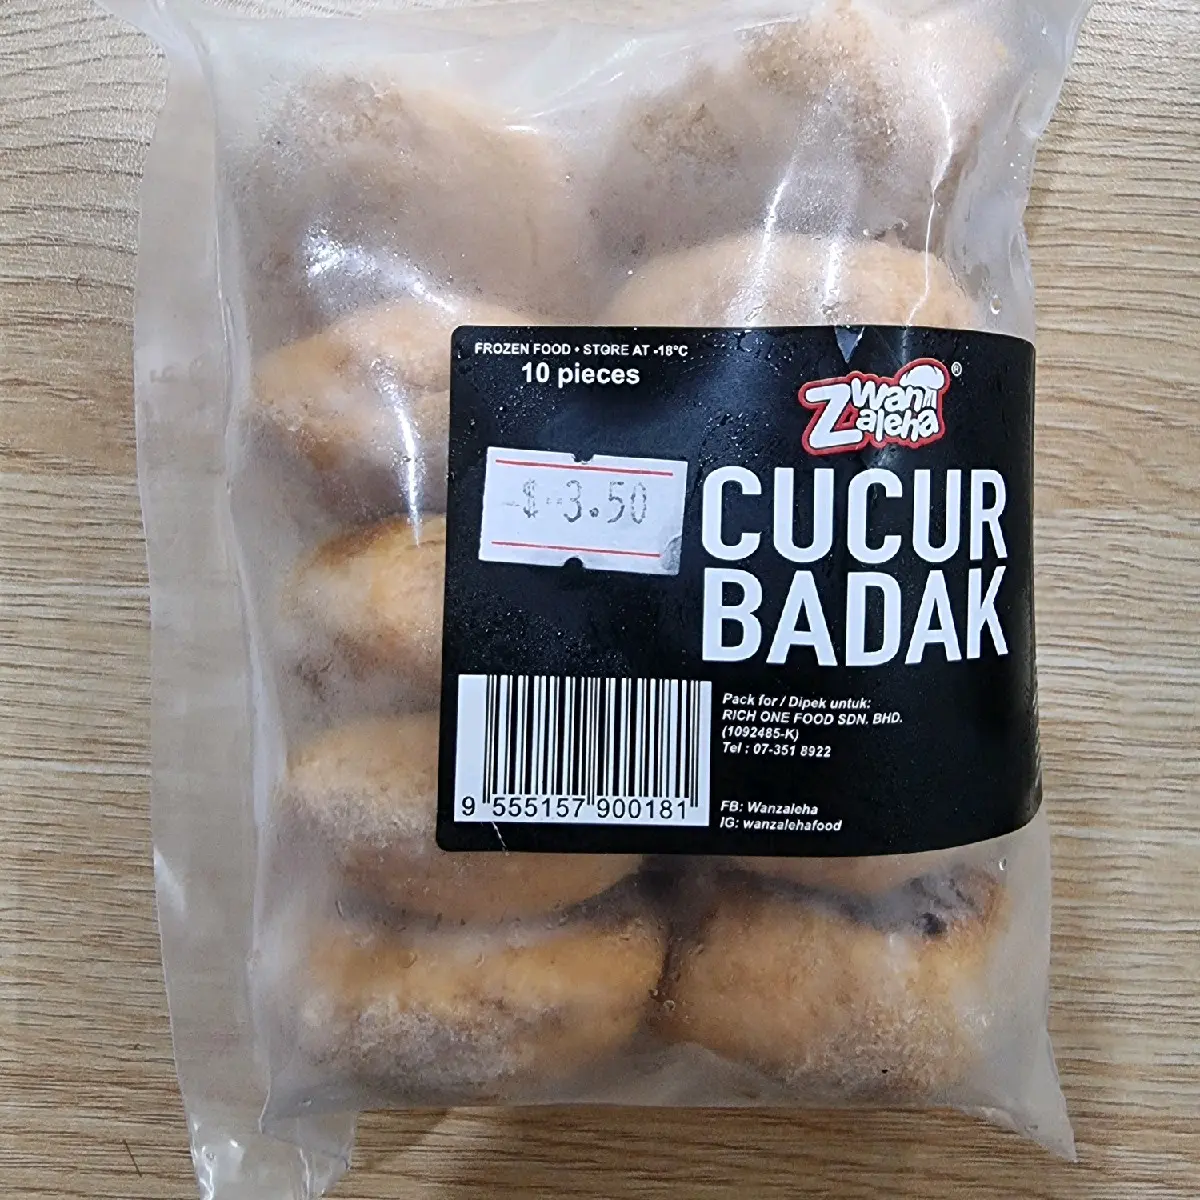 FROZEN FOOD • STORE AT -18°C
10 pieces
wan
Zaleha
®
$ 3.50
CUCUR
BADAK
Pack for / Dipek untuk:
RICH ONE FOOD SDN. BHD.
(1092485-K)
Tel : 07-351 8922
FB: Wanzaleha
IG: wanzalehafood
9 555157 900181